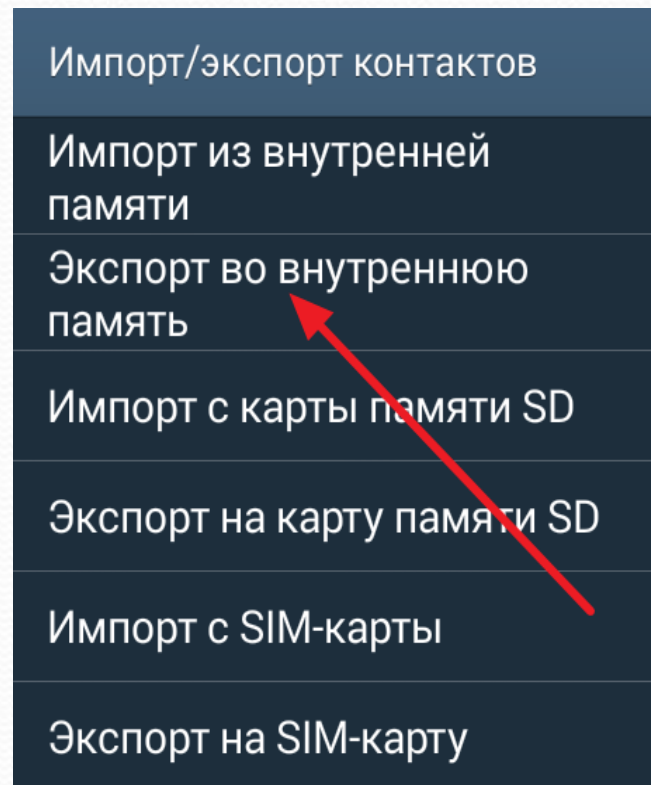 Импорт/экспорт контактов
Импорт из внутренней
памяти
Экспорт во внутреннюю
память
Импорт с карты памяти SD
Экспорт на карту памяти SD
Импорт с SIM-карты
Экспорт на SIM-карту